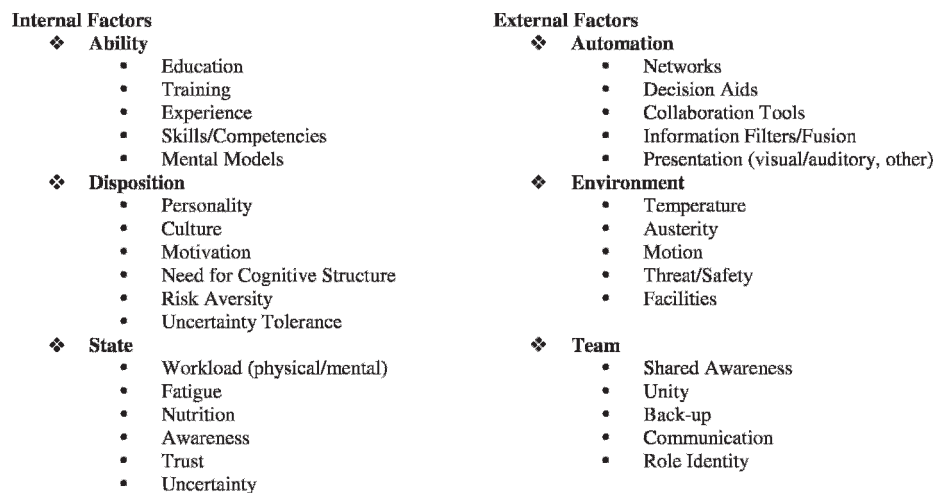 Internal Factors
❖ Ability
• Education
• Training
• Experience
• Skills/Competencies
• Mental Models
❖ Disposition
• Personality
• Culture
• Motivation
• Need for Cognitive Structure
• Risk Aversity
• Uncertainty Tolerance
❖ State
• Workload (physical/mental)
• Fatigue
• Nutrition
• Awareness
• Trust
• Uncertainty
External Factors
❖ Automation
• Networks
• Decision Aids
• Collaboration Tools
• Information Filters/Fusion
• Presentation (visual/auditory, other)
❖ Environment
• Temperature
• Austerity
• Motion
• Threat/Safety
• Facilities
❖ Team
• Shared Awareness
• Unity
• Back-up
• Communication
• Role Identity